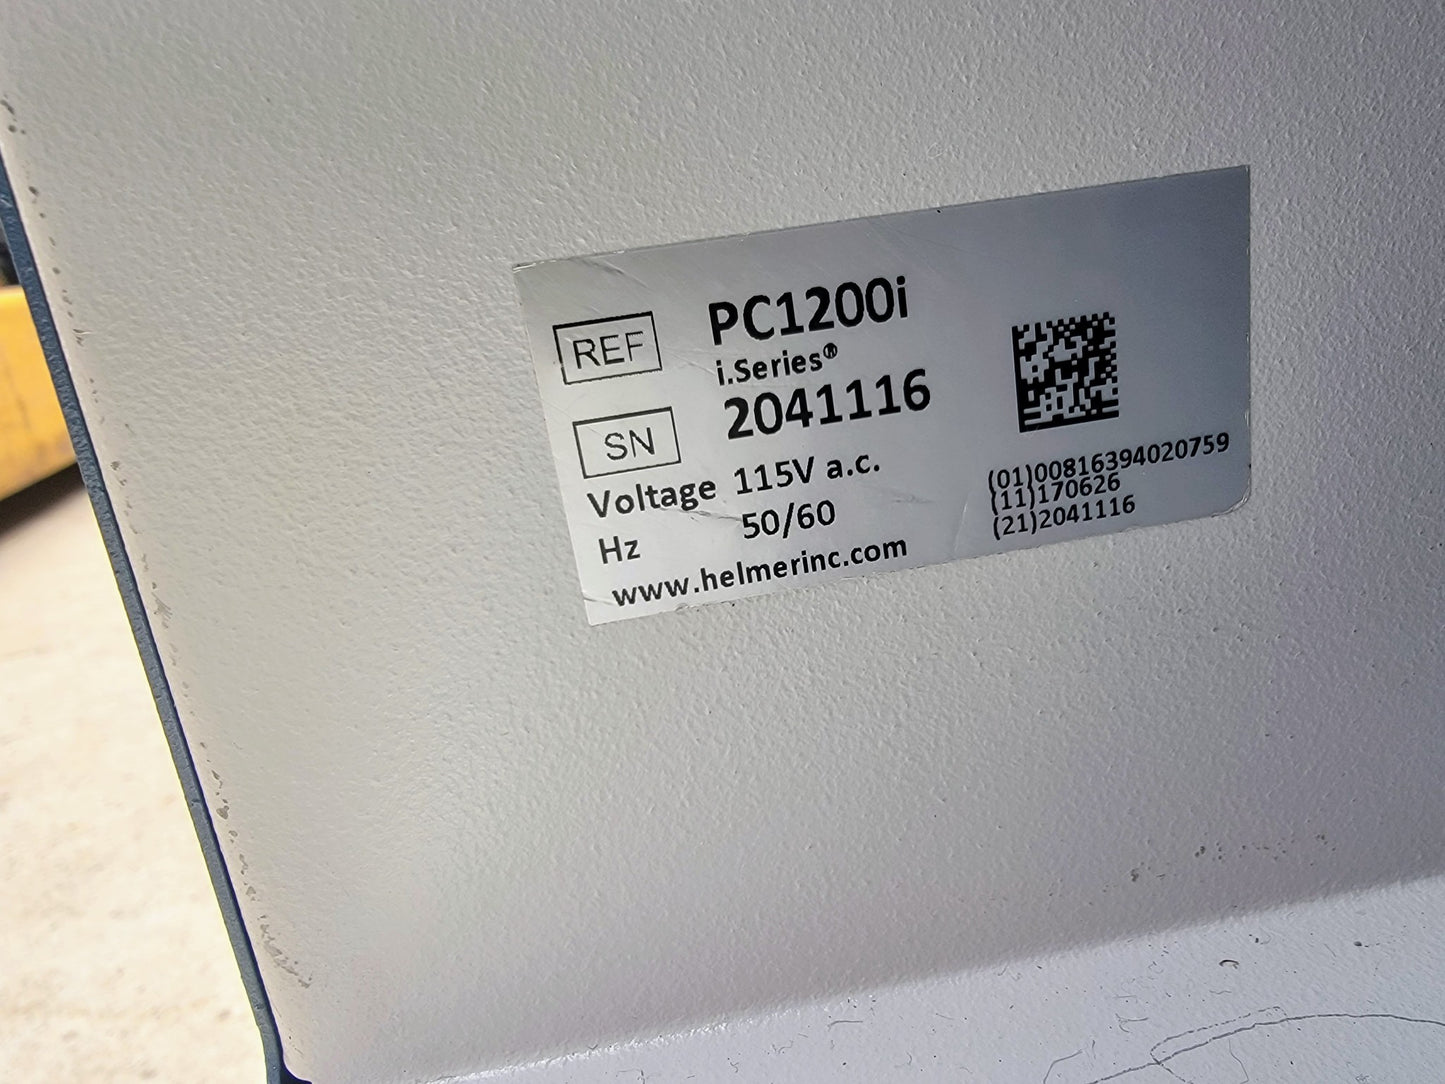 REF PC1200i
i.Series®
SN 2041116
Voltage 115V a.c.
Hz 50/60
www.helmerinc.com
(01)00816394020759
(11)170626
(21)2041116